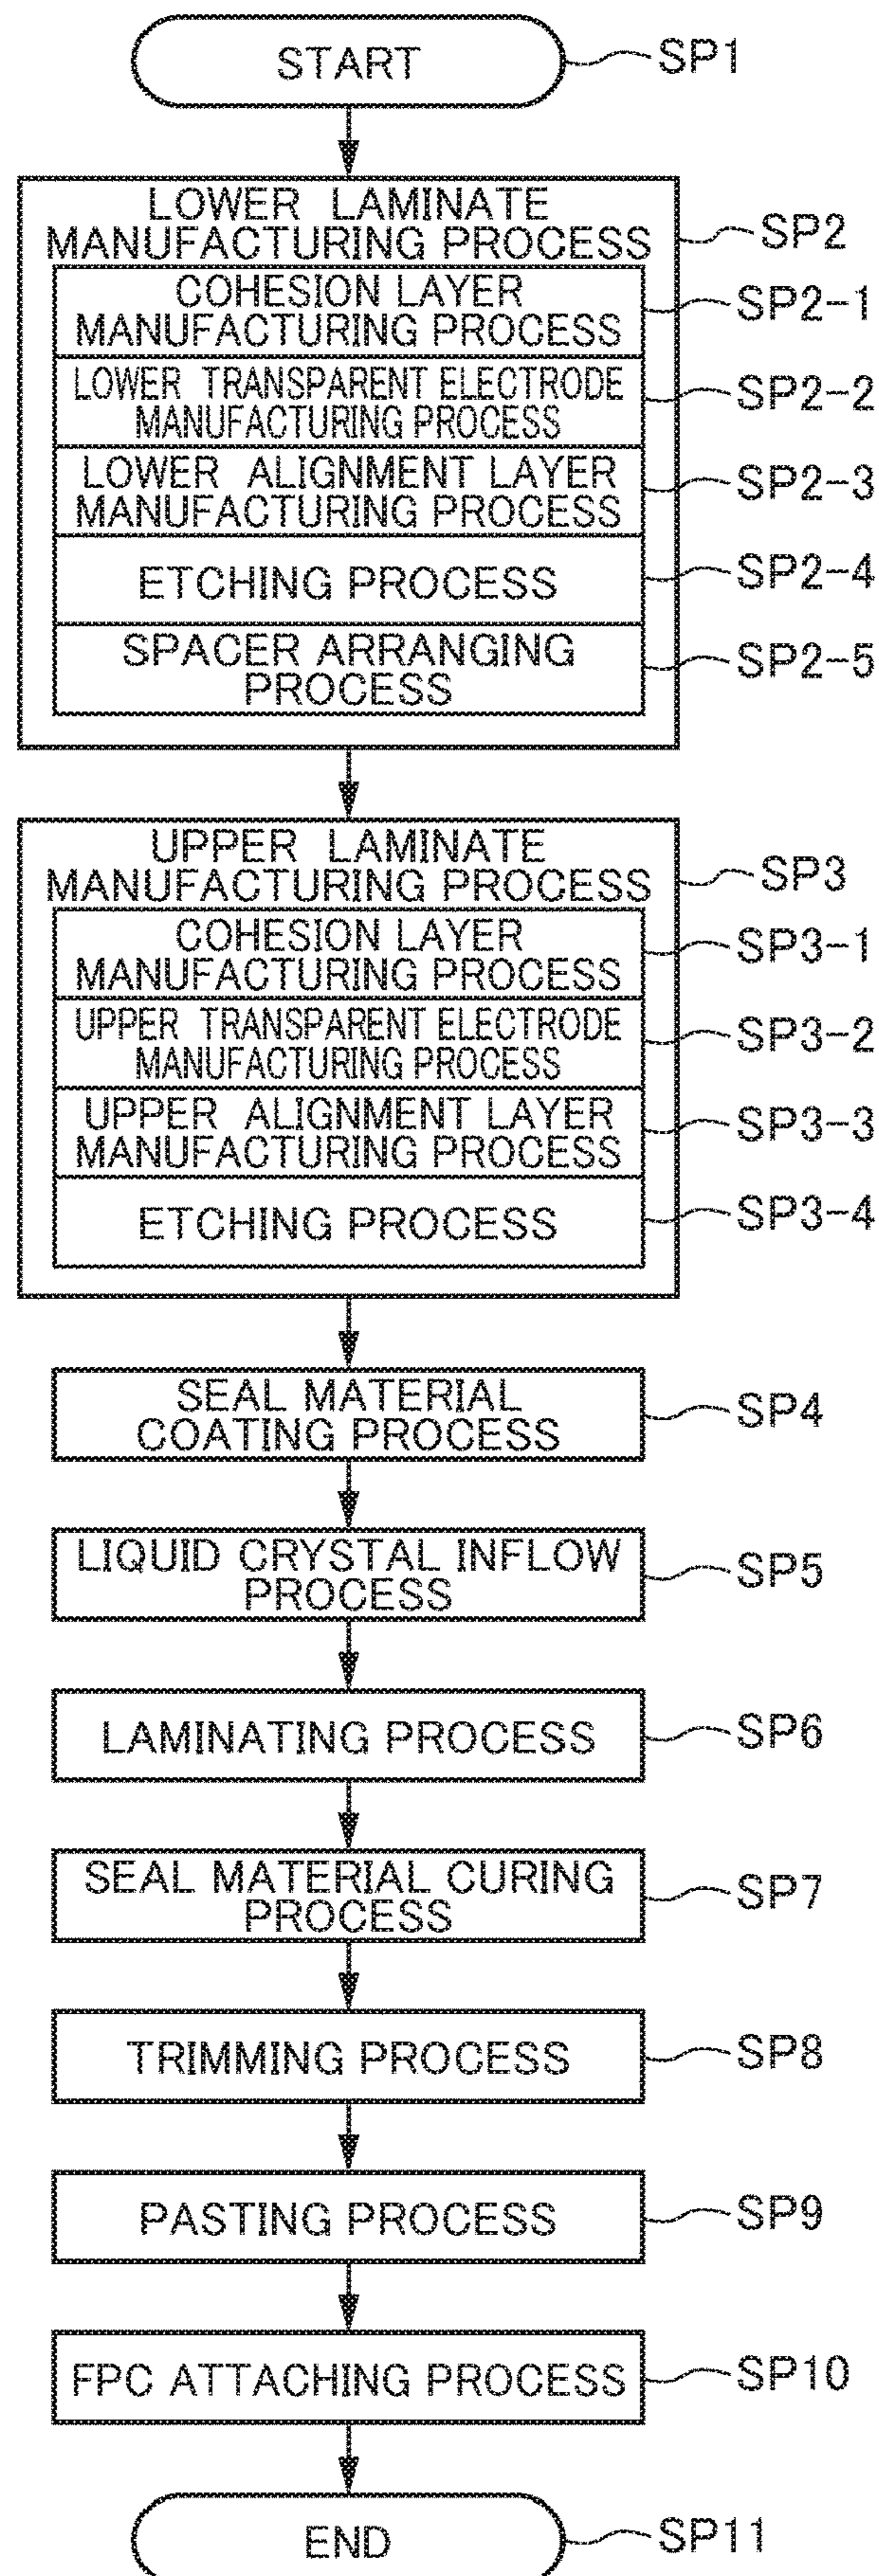 START
SP1
LOWER LAMINATE
MANUFACTURING PROCESS
SP2
COHESION LAYER
MANUFACTURING PROCESS
SP2-1
LOWER TRANSPARENT ELECTRODE
MANUFACTURING PROCESS
SP2-2
LOWER ALIGNMENT LAYER
MANUFACTURING PROCESS
SP2-3
ETCHING PROCESS
SP2-4
SPACER ARRANGING
PROCESS
SP2-5
UPPER LAMINATE
MANUFACTURING PROCESS
SP3
COHESION LAYER
MANUFACTURING PROCESS
SP3-1
UPPER TRANSPARENT ELECTRODE
MANUFACTURING PROCESS
SP3-2
UPPER ALIGNMENT LAYER
MANUFACTURING PROCESS
SP3-3
ETCHING PROCESS
SP3-4
SEAL MATERIAL
COATING PROCESS
SP4
LIQUID CRYSTAL INFLOW
PROCESS
SP5
LAMINATING PROCESS
SP6
SEAL MATERIAL CURING
PROCESS
SP7
TRIMMING PROCESS
SP8
PASTING PROCESS
SP9
FPC ATTACHING PROCESS
SP10
END
SP11